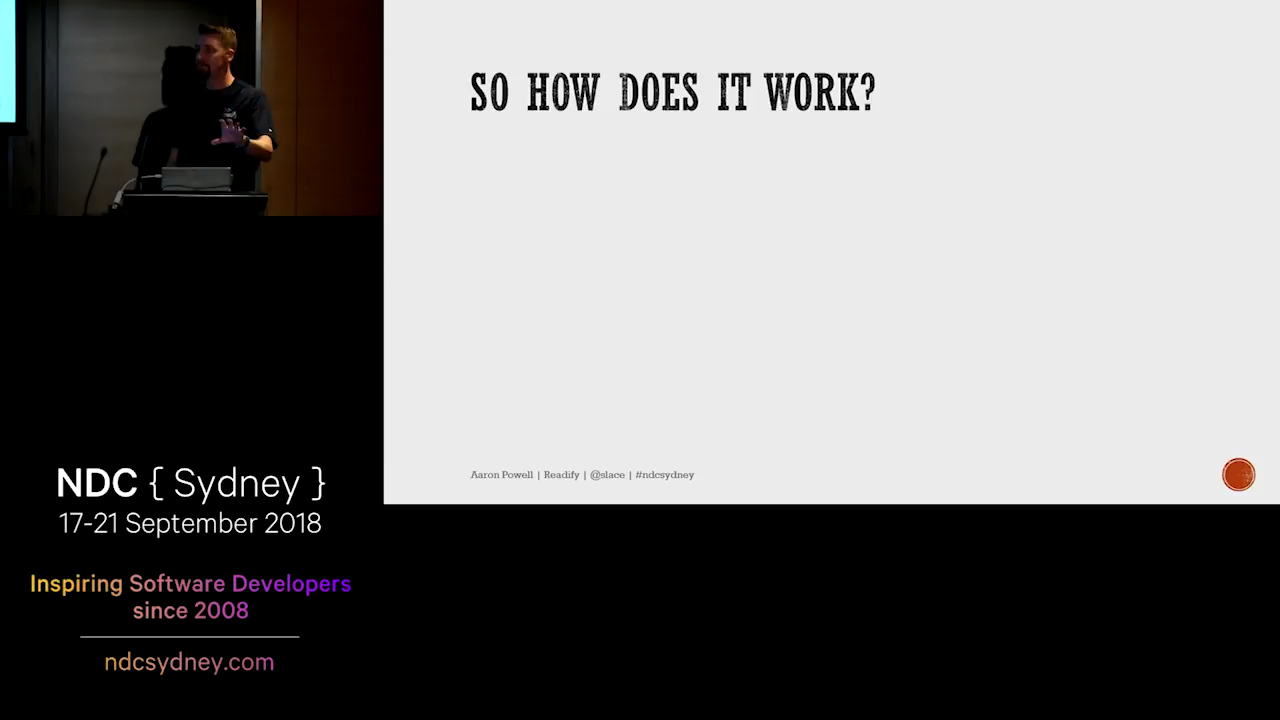 SO HOW DOES IT WORK?
Aaron Powell | Readify | @slace | #ndcsydney
NDC { Sydney }
17-21 September 2018
Inspiring Software Developers
since 2008
ndcsydney.com